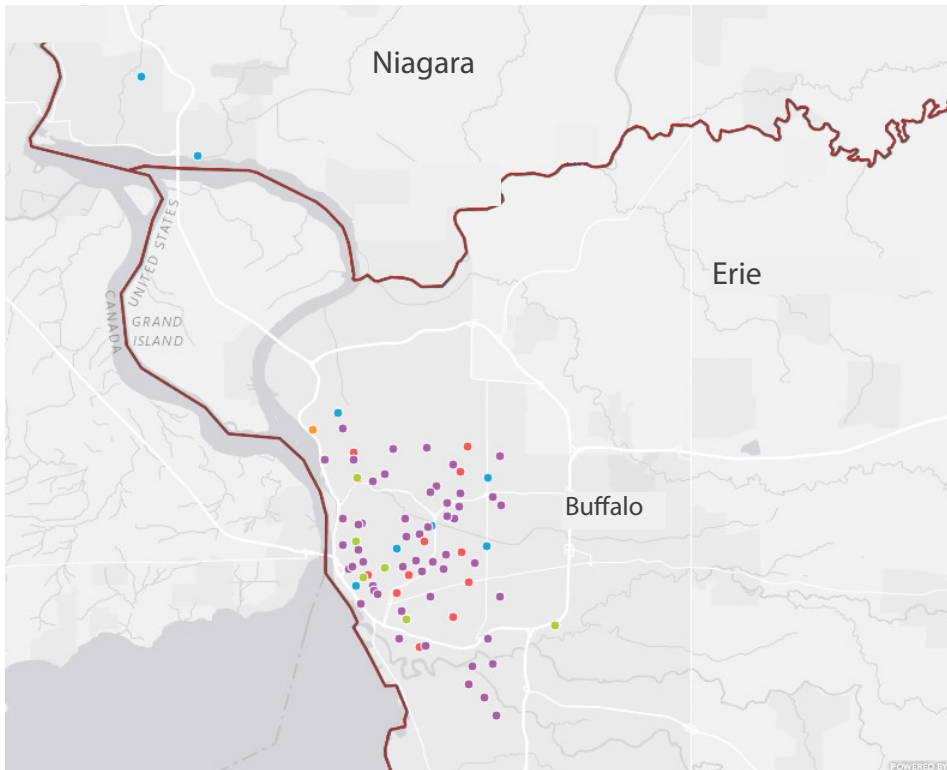 Niagara
Erie
UNITED STATES
CANADA
GRAND
ISLAND
Buffalo
POWERED BY